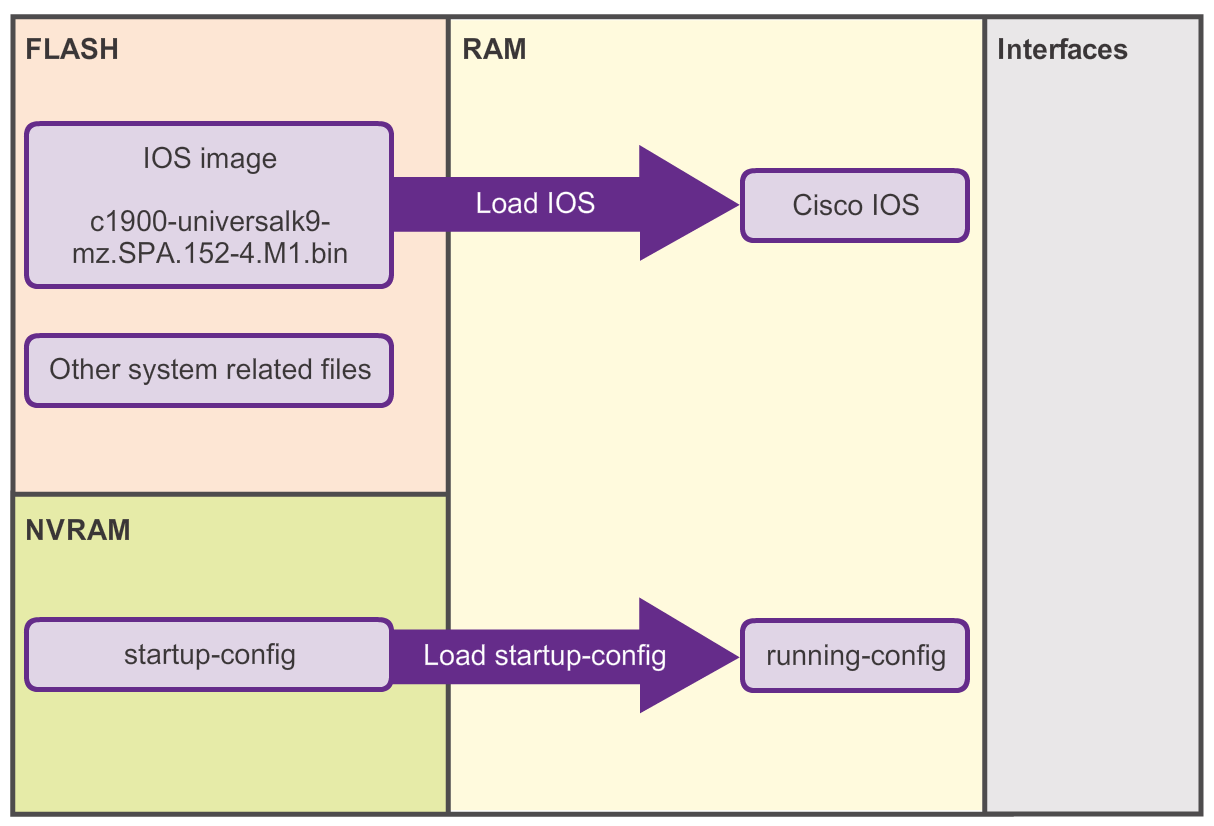 FLASH
RAM
Interfaces
IOS image
c1900-universalk9-
mz.SPA.152-4.M1.bin
Load IOS
Cisco IOS
Other system related files
NVRAM
startup-config
Load startup-config
running-config